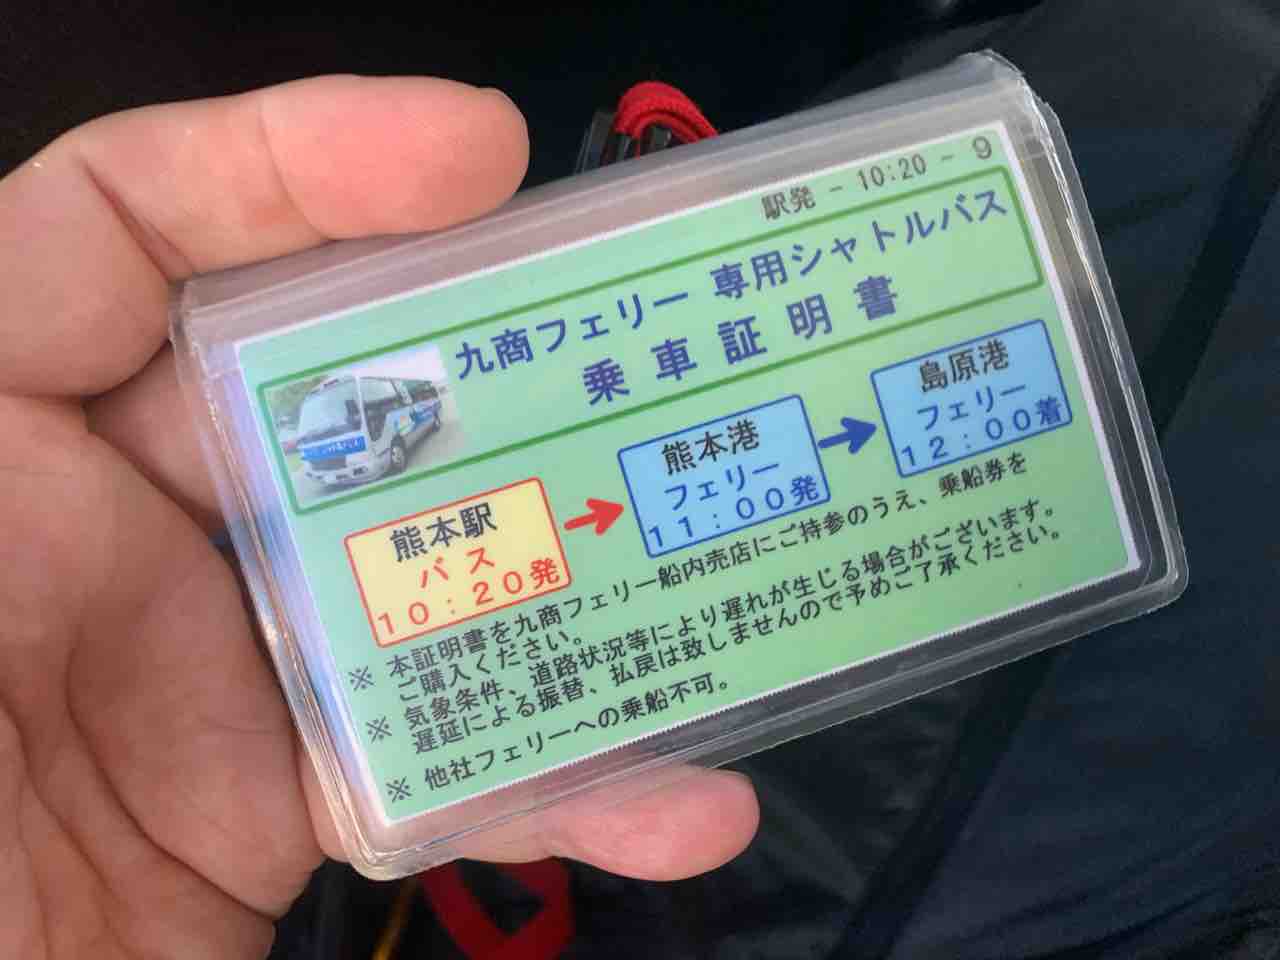 駅発 - 10:20 - 9
九商フェリー 専用シャトルバス
乗車証明書
熊本駅
バス
10:20発
熊本港
フェリー
11:00発
島原港
フェリー
12:00着
※ 本証明書を九商フェリー船内売店にご持参のうえ、乗船券を
ご購入ください。
※ 気象条件、道路状況等により遅れが生じる場合がございます。
遅延による振替、払戻は致しませんので予めご了承ください。
※ 他社フェリーへの乗船不可。